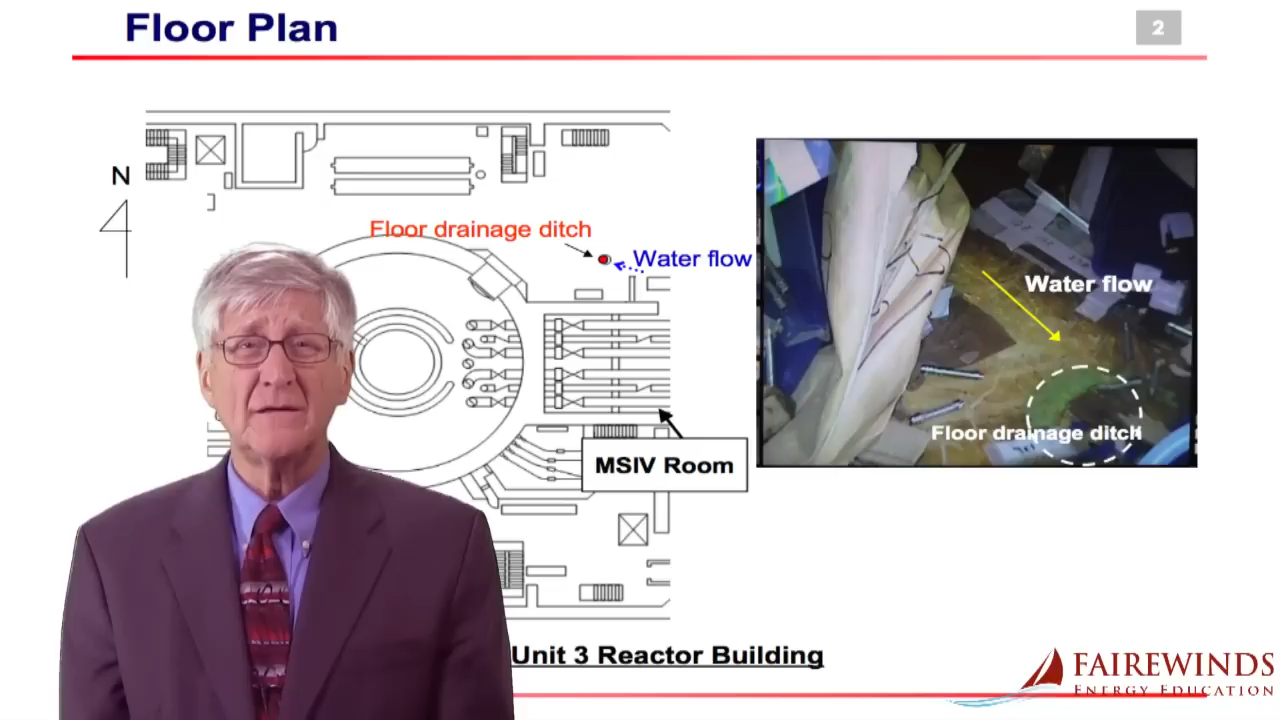 Floor Plan
2
N
Floor drainage ditch
Water flow
Water flow
Floor drainage ditch
MSIV Room
Unit 3 Reactor Building
FAIREWINDS
ENERGY EDUCATION